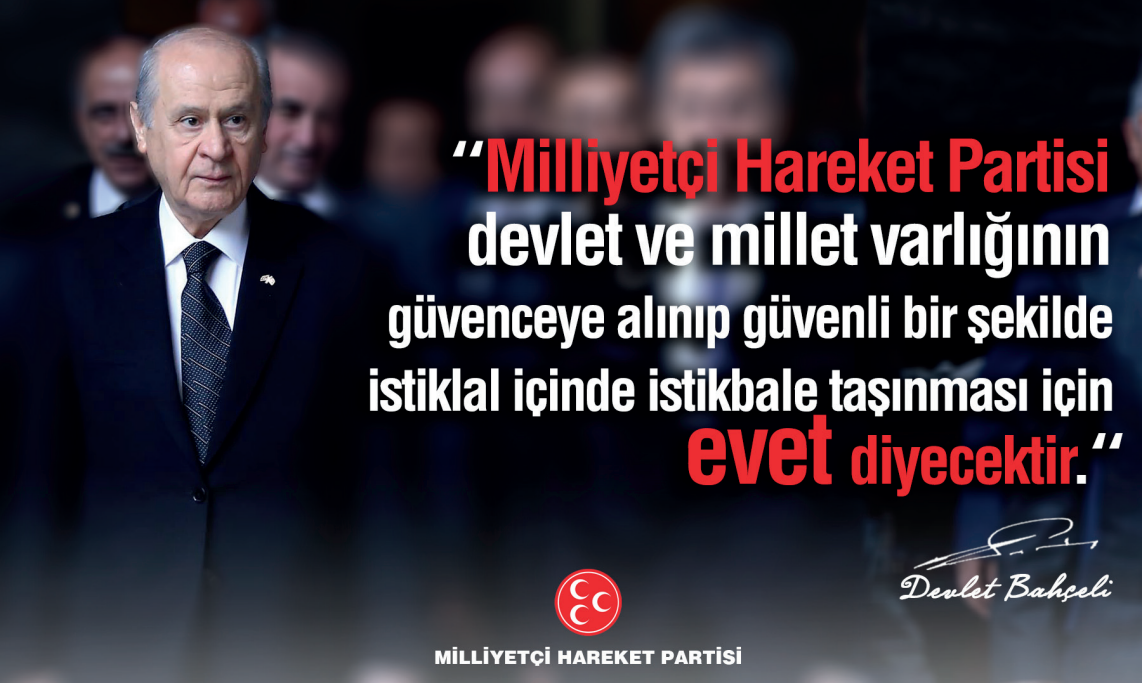 “Milliyetçi Hareket Partisi
devlet ve millet varlığının
güvenceye alınıp güvenli bir şekilde
istiklal içinde istikbale taşınması için
evet diyecektir.“
Devlet Bahçeli
MİLLİYETÇİ HAREKET PARTİSİ